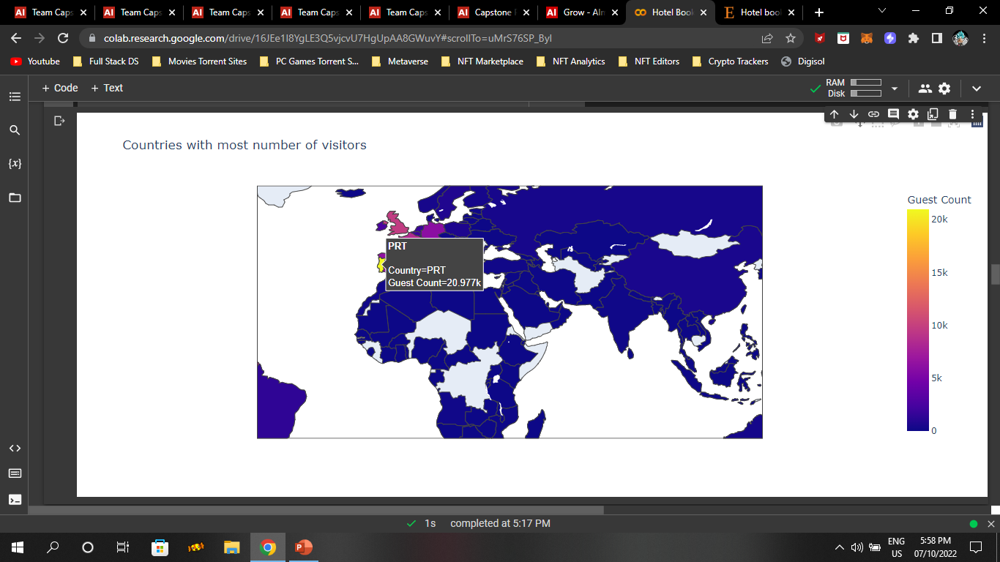 Team Caps
Team Caps
Team Caps
Team Caps
Team Caps
Capstone
Grow - Alm
Hotel Book
Hotel bool
colab.research.google.com/drive/16JEe1I8YgLE3Q5vjcvU7HgUpAA8GWuvY#scrollTo=uMrS76SP_Byl
Youtube
Full Stack DS
Movies Torrent Sites
PC Games Torrent S...
Metaverse
NFT Marketplace
NFT Analytics
NFT Editors
Crypto Trackers
Digisol
+ Code + Text
RAM
Disk
{x}
Countries with most number of visitors
PRT
Country=PRT
Guest Count=20.977k
Guest Count
20k
15k
10k
5k
0
1s completed at 5:17 PM
ENG
US
5:58 PM
07/10/2022